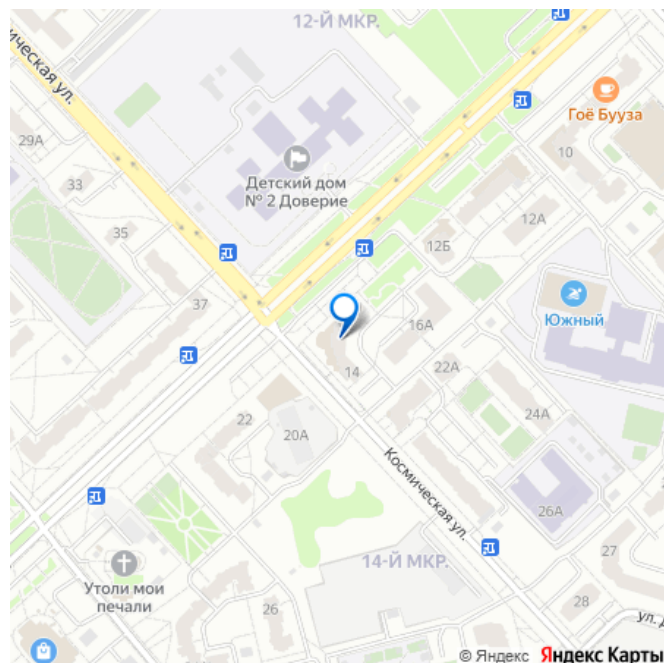 12-Й МКР.
ическая ул.
Гоё Бууза
29А
10
Детский дом
№ 2 Доверие
33
12А
35
12Б
37
Южный
16А
14
22А
24А
22
20А
Космическая ул.
26А
14-Й МКР.
27
Утоли мои
печали
26
28
ул. Д
© Яндекс Яндекс Карты